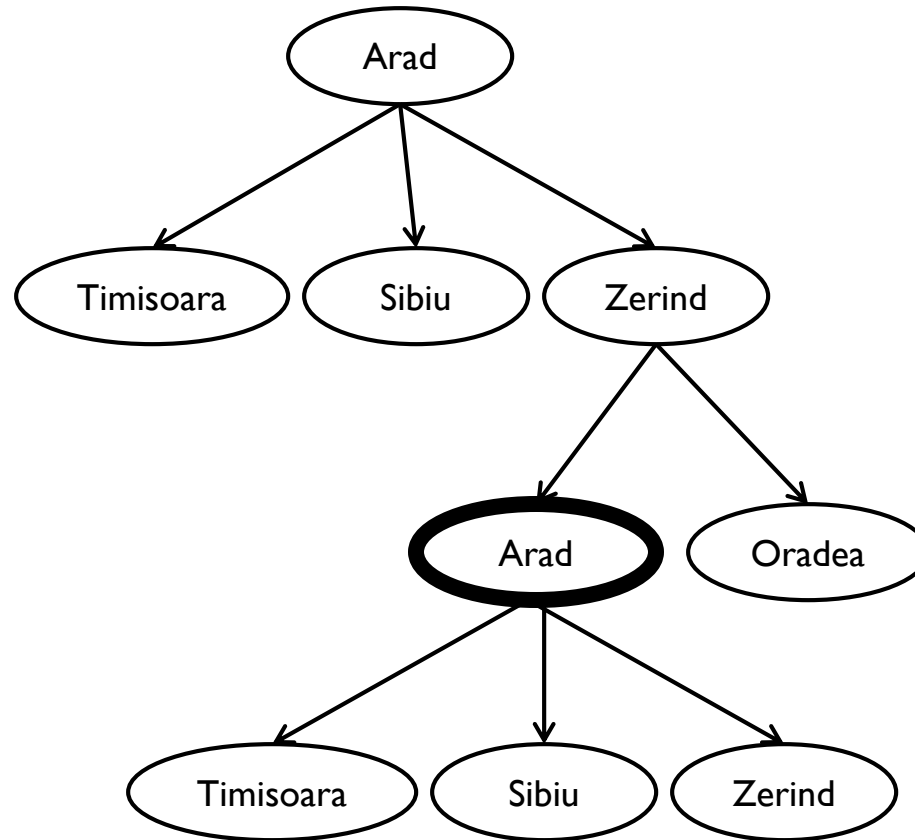 Arad
Timisoara
Sibiu
Zerind
Arad
Oradea
Timisoara
Sibiu
Zerind